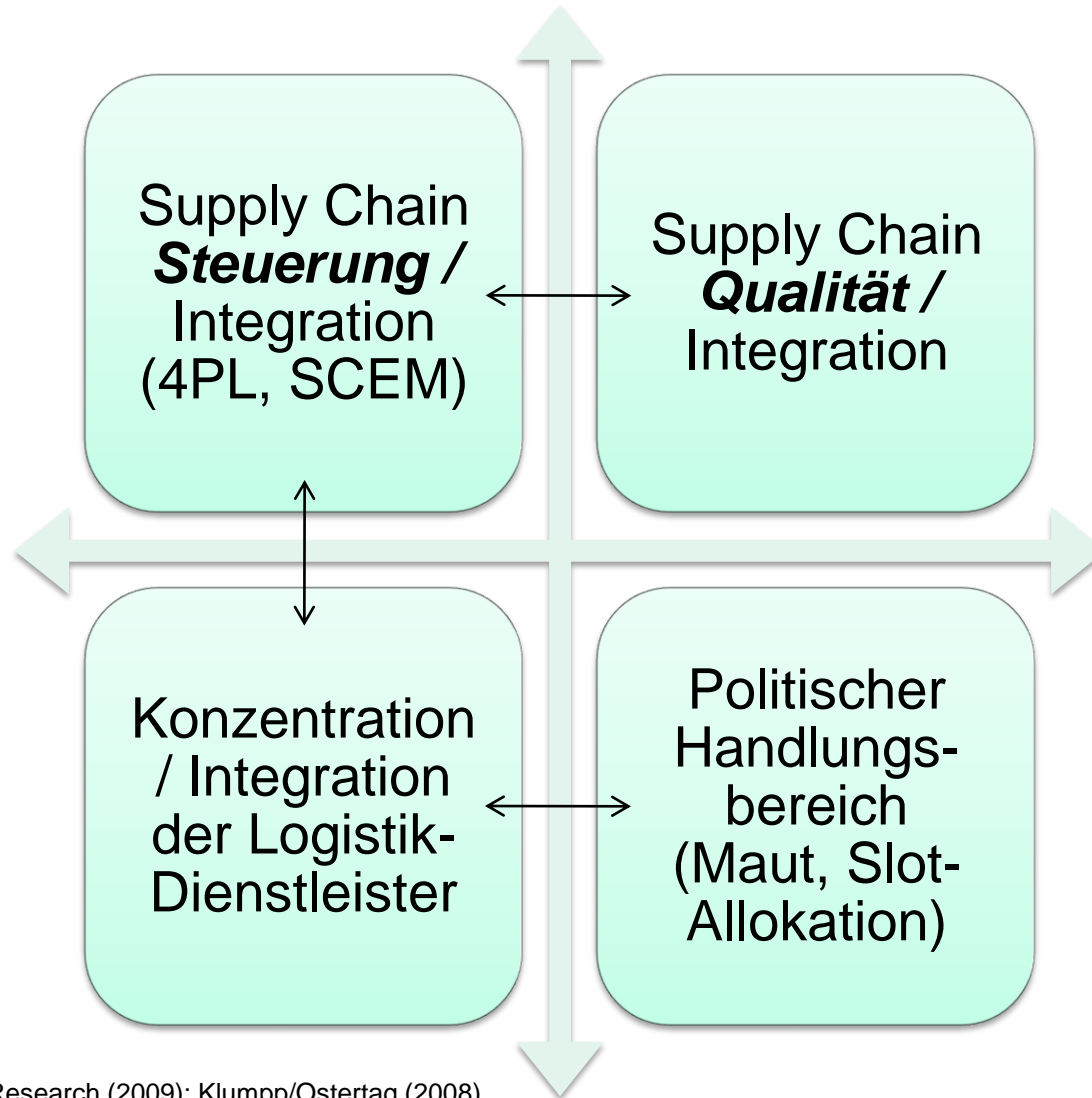 Supply Chain
Steuerung /
Integration
(4PL, SCEM)
Supply Chain
Qualität /
Integration
Konzentration
/ Integration
der Logistik-
Dienstleister
Politischer
Handlungs-
bereich
(Maut, Slot-
Allokation)
Research (2009); Klumpp/Ostertag (2008)